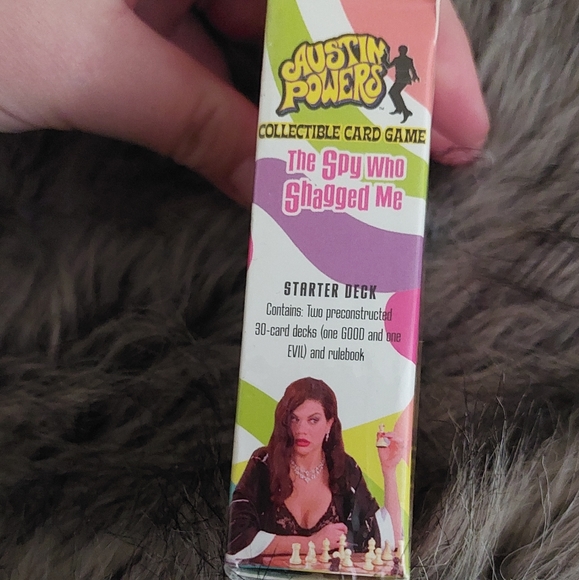 AUSTIN
POWERS™
COLLECTIBLE CARD GAME
The Spy Who
Shagged Me
STARTER DECK
Contains: Two preconstructed
30-card decks (one GOOD and one
EVIL) and rulebook